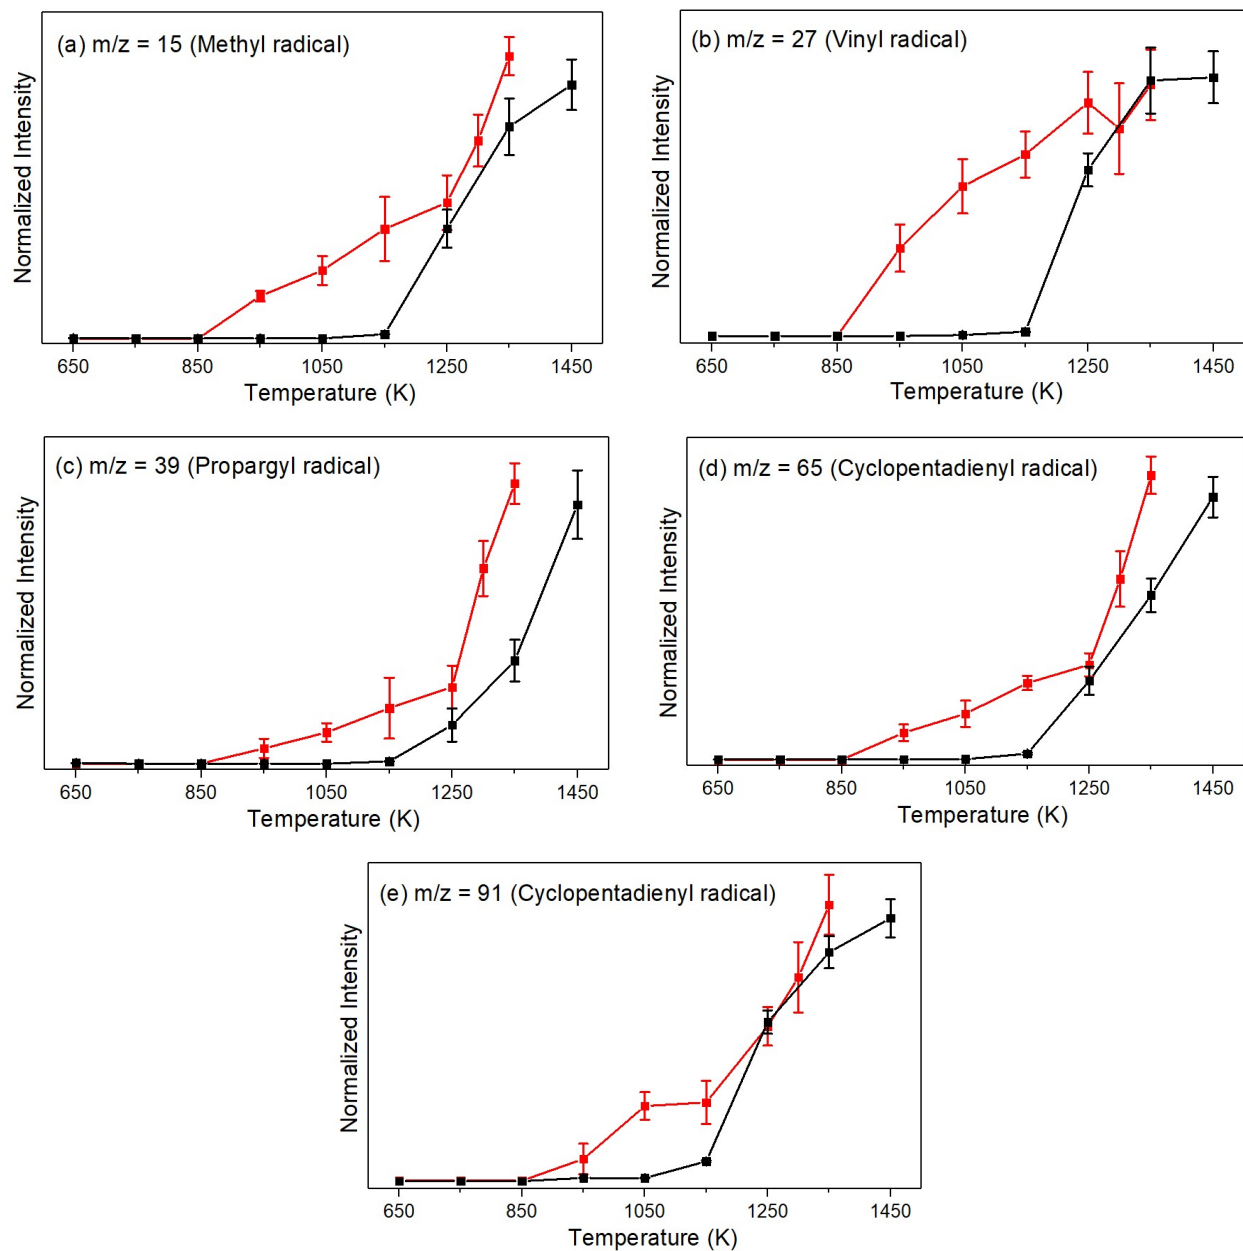 (a) m/z = 15 (Methyl radical)
Normalized Intensity
650 850 1050 1250 1450
Temperature (K)
(b) m/z = 27 (Vinyl radical)
Normalized Intensity
650 850 1050 1250 1450
Temperature (K)
(c) m/z = 39 (Propargyl radical)
Normalized Intensity
650 850 1050 1250 1450
Temperature (K)
(d) m/z = 65 (Cyclopentadienyl radical)
Normalized Intensity
650 850 1050 1250 1450
Temperature (K)
(e) m/z = 91 (Cyclopentadienyl radical)
Normalized Intensity
650 850 1050 1250 1450
Temperature (K)